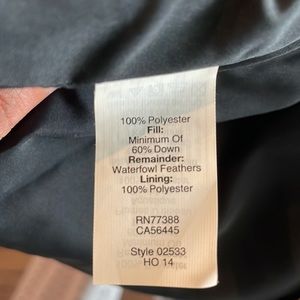 100% Polyester
Fill:
Minimum Of
60% Down
Remainder:
Waterfowl Feathers
Lining:
100% Polyester
RN77388
CA56445
Style 02533
HO 14